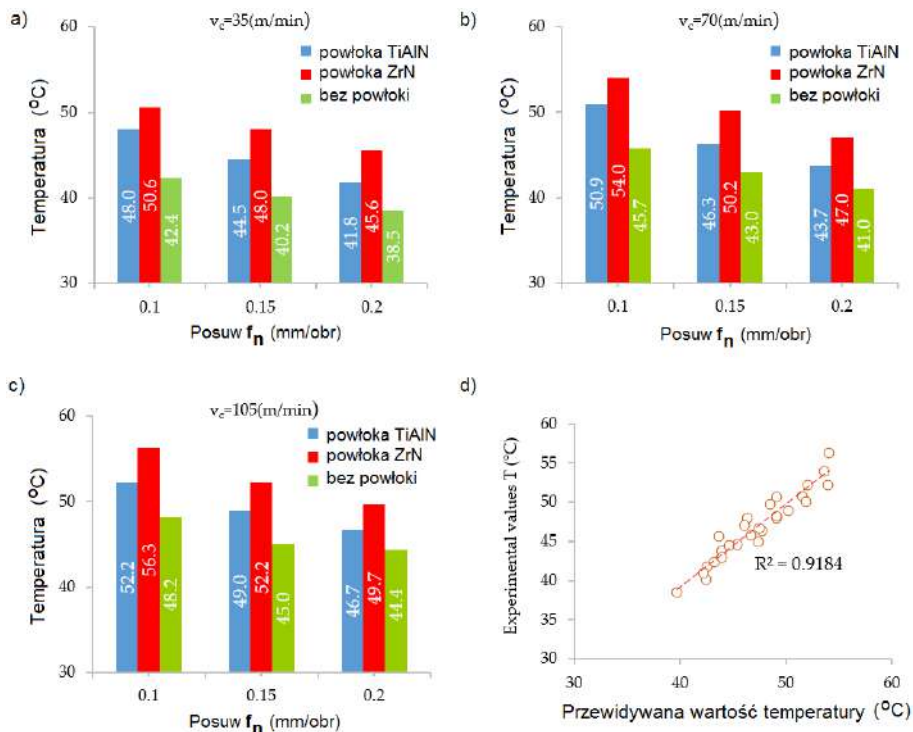 a)
v_c=35(m/min)
60
50
40
30
Temperatura (°C)
powłoka TiAlN
powłoka ZrN
bez powłoki
48.0
50.6
42.4
44.5
48.0
40.2
41.8
45.6
38.5
0.1
0.15
0.2
Posuw f_n (mm/obr)
b)
v_c=70(m/min)
60
50
40
30
Temperatura (°C)
powłoka TiAlN
powłoka ZrN
bez powłoki
50.9
54.0
45.7
46.3
50.2
43.0
43.7
47.0
41.0
0.1
0.15
0.2
Posuw f_n (mm/obr)
c)
v_c=105(m/min)
60
50
40
30
Temperatura (°C)
powłoka TiAlN
powłoka ZrN
bez powłoki
52.2
56.3
48.2
49.0
52.2
45.0
46.7
49.7
44.4
0.1
0.15
0.2
Posuw f_n (mm/obr)
d)
60
55
50
45
40
35
30
Experimental values T (°C)
R² = 0.9184
30
40
50
60
Przewidywana wartość temperatury (°C)